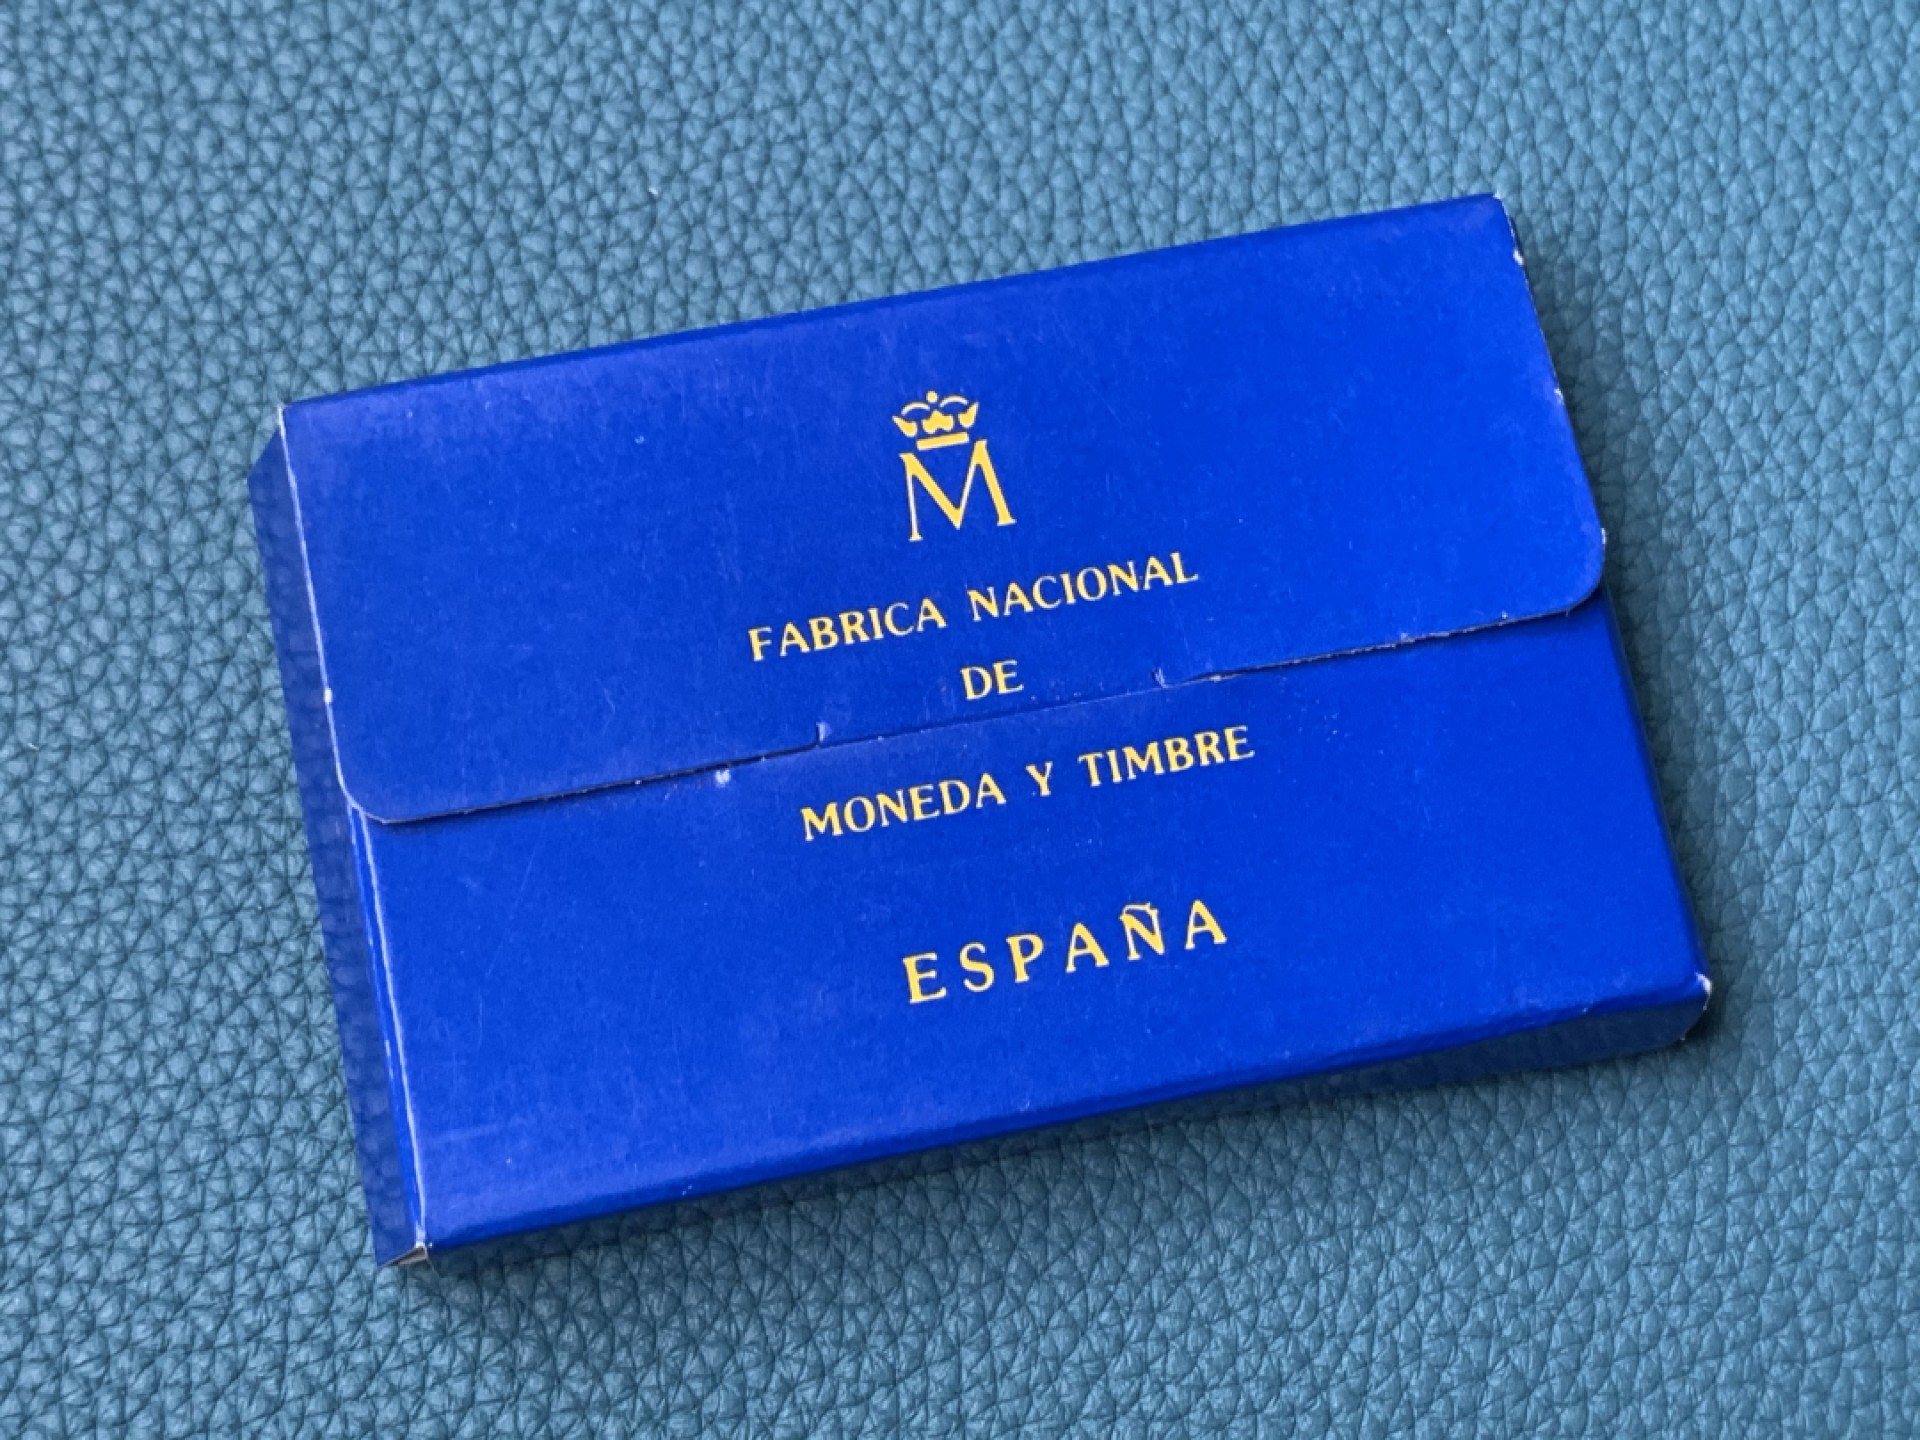 M
FABRICA NACIONAL
DE
MONEDA Y TIMBRE
ESPAÑA